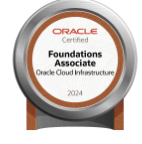 ORACLE
Certified
Foundations
Associate
Oracle Cloud Infrastructure
2024